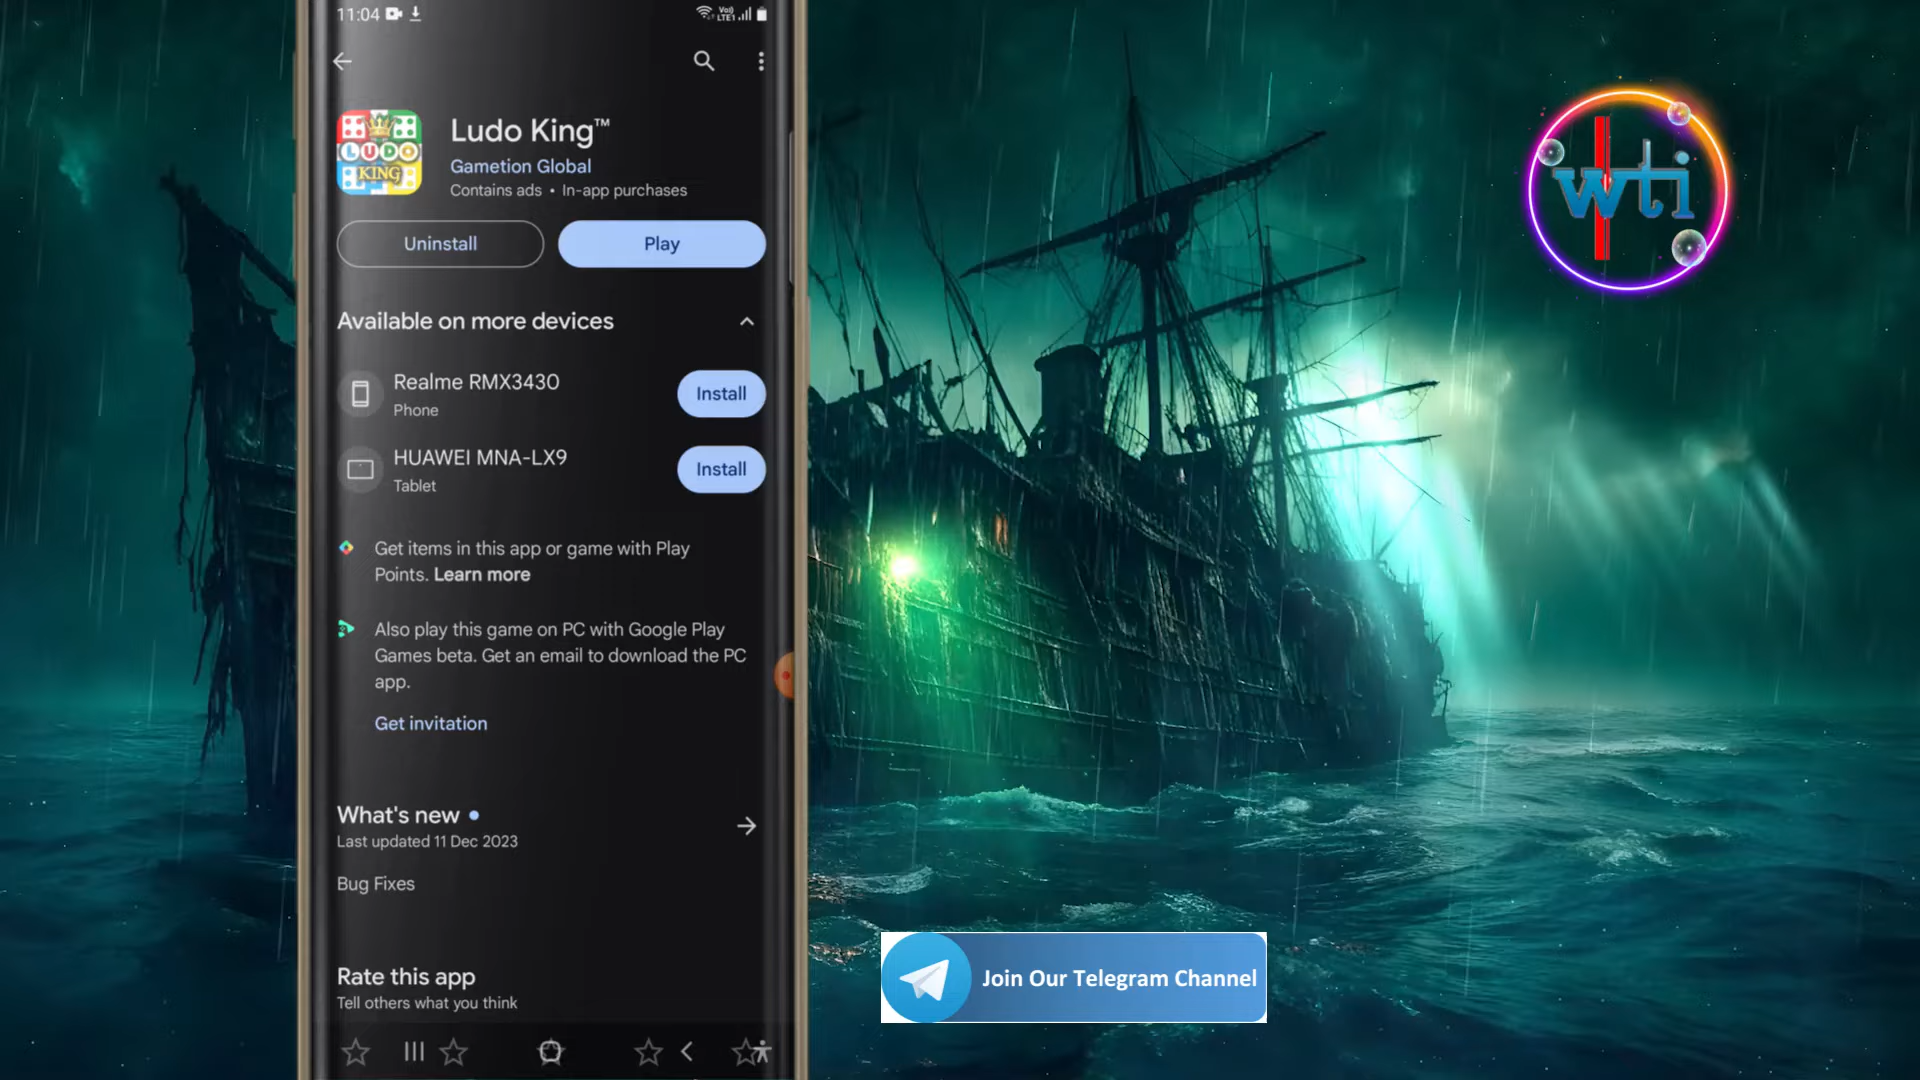 11:04
Vo))
LTE1
Ludo King™
LUDO
KING
Gametion Global
Contains ads • In-app purchases
Uninstall
Play
Available on more devices
Realme RMX3430
Phone
Install
HUAWEI MNA-LX9
Tablet
Install
Get items in this app or game with Play
Points. Learn more
Also play this game on PC with Google Play
Games beta. Get an email to download the PC
app.
Get invitation
What's new
Last updated 11 Dec 2023
Bug Fixes
Rate this app
Tell others what you think
wti
Join Our Telegram Channel